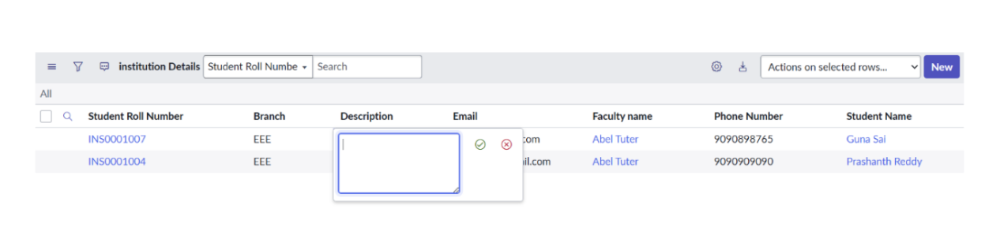 institution Details Student Roll Numbe Search Actions on selected rows... New
All
Student Roll Number Branch Description Email Faculty name Phone Number Student Name
INS0001007 EEE .com Abel Tuter 9090898765 Guna Sai
INS0001004 EEE il.com Abel Tuter 9090909090 Prashanth Reddy